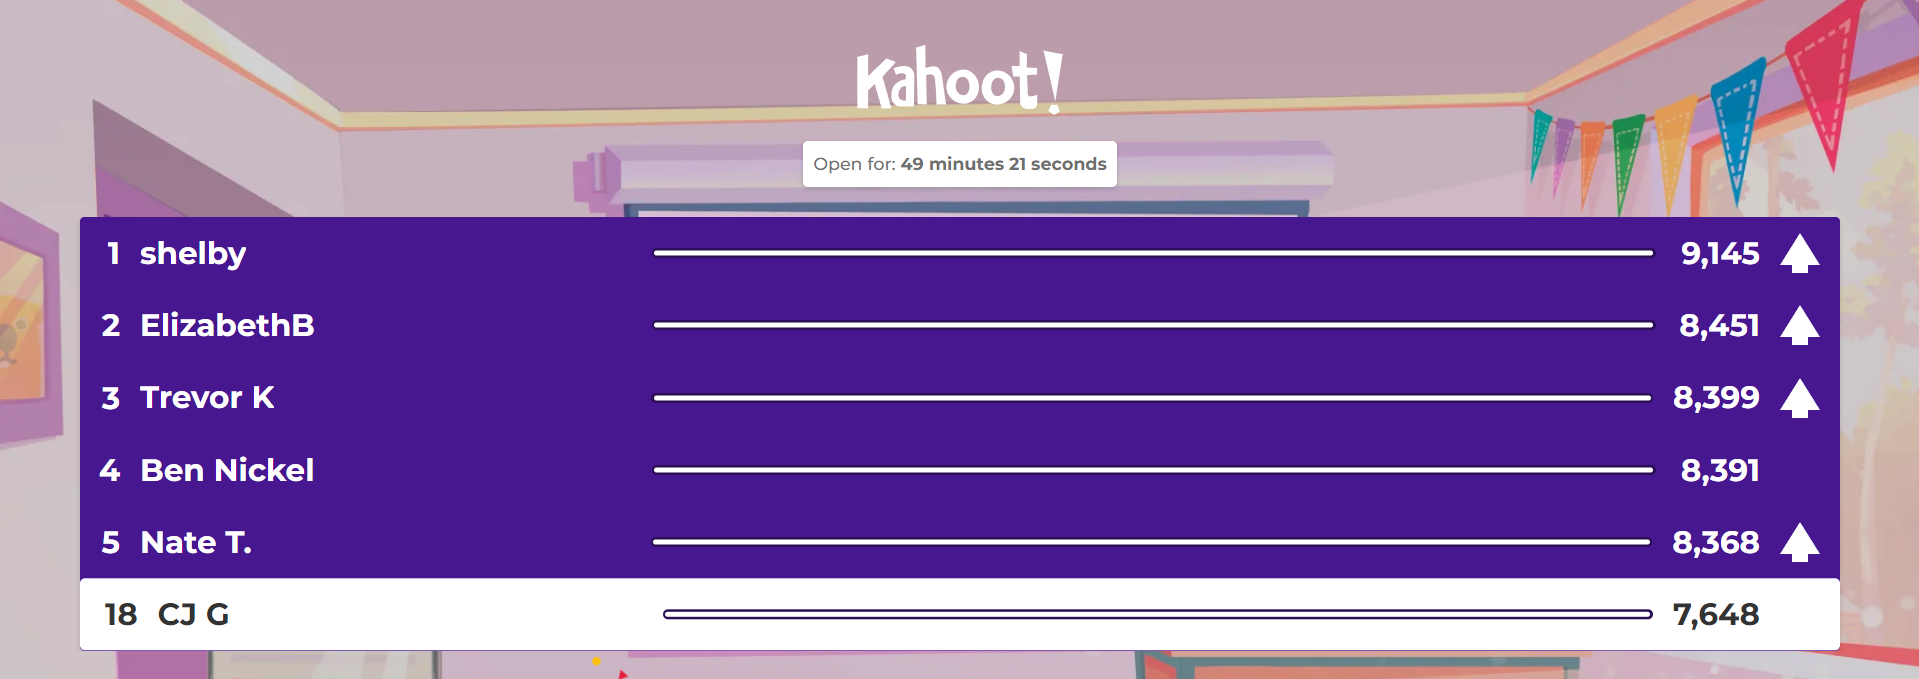 Kahoot!
Open for: 49 minutes 21 seconds
1 shelby 9,145
2 ElizabethB 8,451
3 Trevor K 8,399
4 Ben Nickel 8,391
5 Nate T. 8,368
18 CJ G 7,648